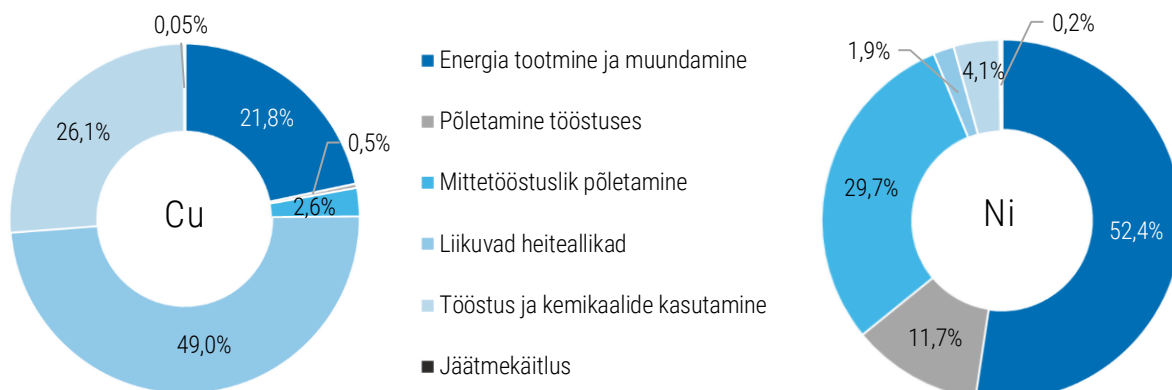 0,05%
21,8%
0,5%
2,6%
49,0%
26,1%
Cu
Energia tootmine ja muundamine
Põletamine tööstuses
Mittetööstuslik põletamine
Liikuvad heiteallikad
Tööstus ja kemikaalide kasutamine
Jäätmekäitlus
0,2%
1,9%
4,1%
29,7%
52,4%
11,7%
Ni